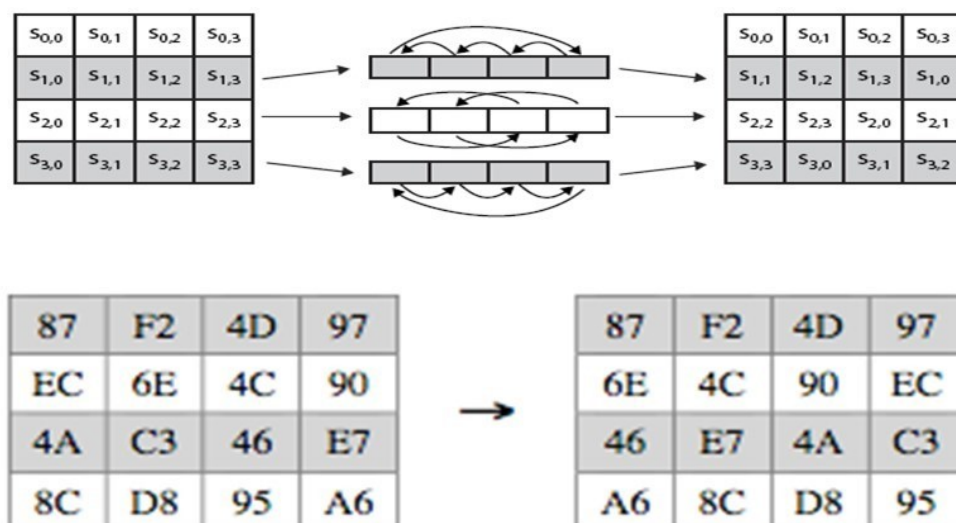 S0,0 S0,1 S0,2 S0,3 S0,0 S0,1 S0,2 S0,3
S1,0 S1,1 S1,2 S1,3 S1,1 S1,2 S1,3 S1,0
S2,0 S2,1 S2,2 S2,3 S2,2 S2,3 S2,0 S2,1
S3,0 S3,1 S3,2 S3,3 S3,3 S3,0 S3,1 S3,2
87 F2 4D 97 87 F2 4D 97
EC 6E 4C 90 6E 4C 90 EC
4A C3 46 E7 46 E7 4A C3
8C D8 95 A6 A6 8C D8 95